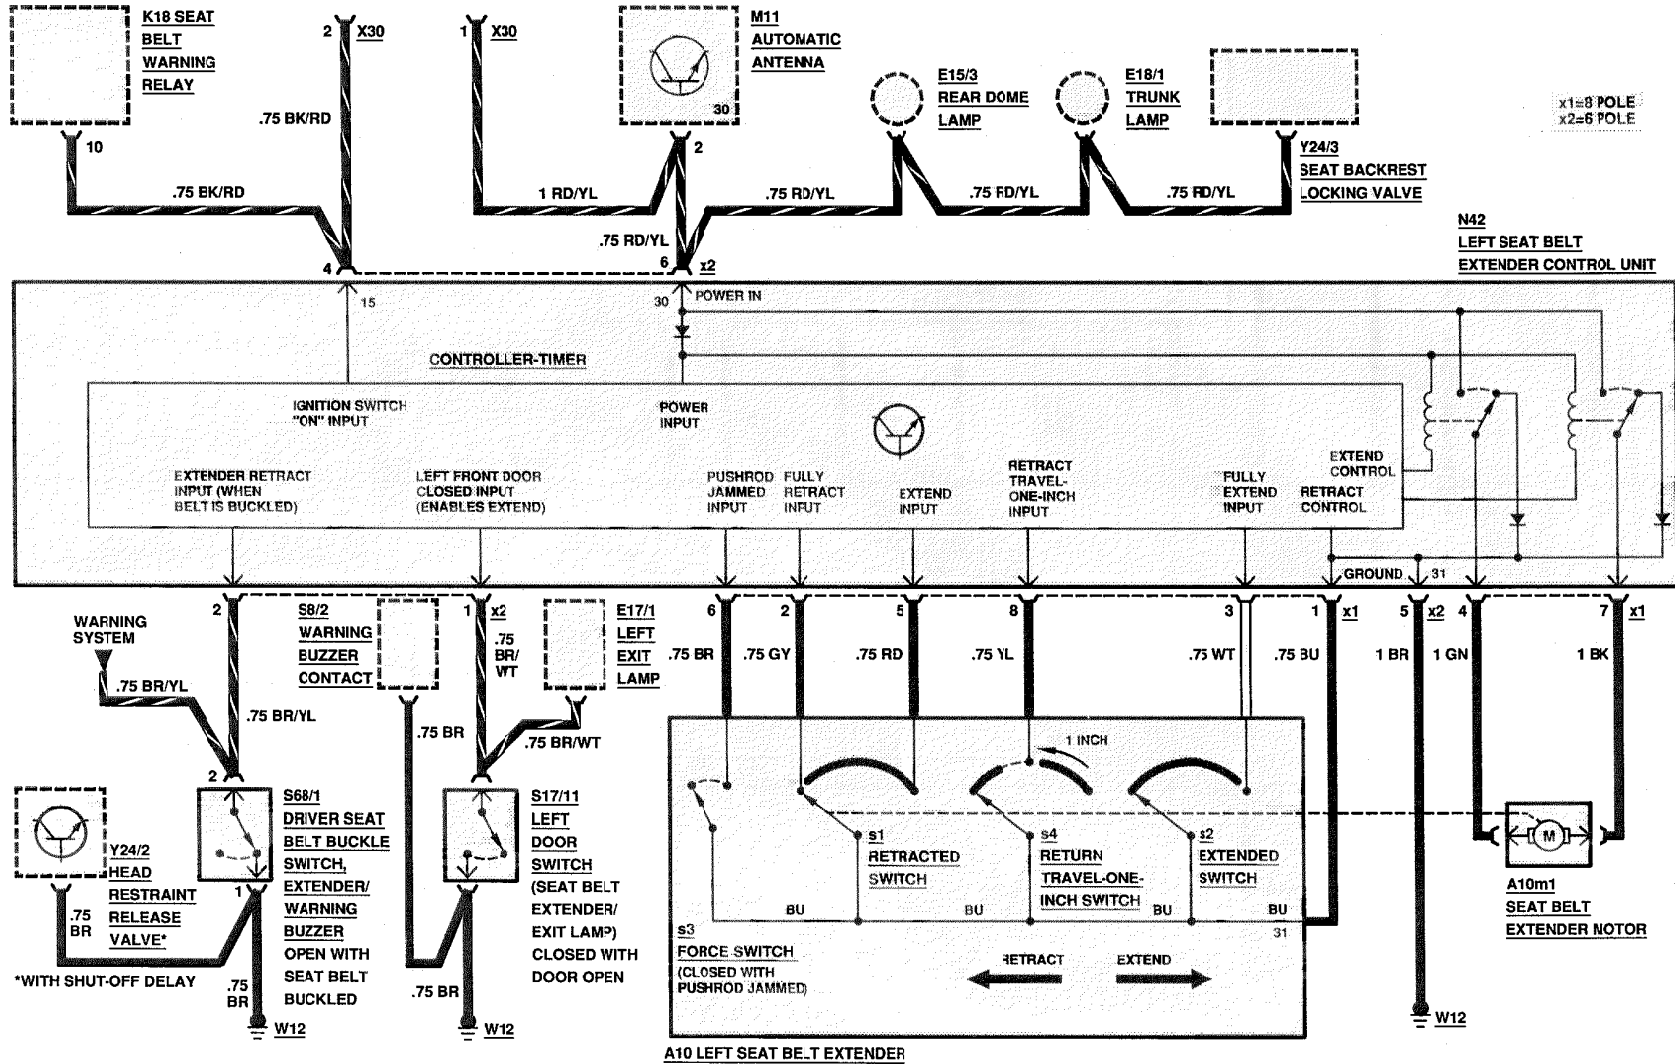 K18 SEAT
BELT
WARNING
RELAY
2 X30
1 X30
M11
AUTOMATIC
ANTENNA
30
E15/3
REAR DOME
LAMP
E18/1
TRUNK
LAMP
x1=8 POLE
x2=6 POLE
.75 BK/RD
10
2
Y24/3
SEAT BACKREST
LOCKING VALVE
.75 BK/RD
1 RD/YL
.75 RD/YL
.75 RD/YL
.75 RD/YL
.75 RD/YL
N42
LEFT SEAT BELT
EXTENDER CONTROL UNIT
4
6 x2
15
30 POWER IN
CONTROLLER-TIMER
IGNITION SWITCH
"ON" INPUT
POWER
INPUT
EXTENDER RETRACT
INPUT (WHEN
BELT IS BUCKLED)
LEFT FRONT DOOR
CLOSED INPUT
(ENABLES EXTEND)
PUSHROD
JAMMED
INPUT
FULLY
RETRACT
INPUT
EXTEND
INPUT
RETRACT
TRAVEL-
ONE-INCH
INPUT
FULLY
EXTEND
INPUT
EXTEND
CONTROL
RETRACT
CONTROL
GROUND 31
2
1 x2
6
2
5
8
3
1 x1
5 x2
4
7 x1
WARNING
SYSTEM
S8/2
WARNING
BUZZER
CONTACT
.75
BR/
WT
E17/1
LEFT
EXIT
LAMP
.75 BR
.75 GY
.75 RD
.75 YL
.75 WT
.75 BU
1 BR
1 GN
1 BK
.75 BR/YL
.75 BR/YL
.75 BR
.75 BR/WT
1 INCH
2
S68/1
DRIVER SEAT
BELT BUCKLE
SWITCH,
EXTENDER/
WARNING
BUZZER
OPEN WITH
SEAT BELT
BUCKLED
1
S17/11
LEFT
DOOR
SWITCH
(SEAT BELT
EXTENDER/
EXIT LAMP)
CLOSED WITH
DOOR OPEN
Y24/2
HEAD
RESTRAINT
RELEASE
VALVE*
.75
BR
*WITH SHUT-OFF DELAY
.75
BR
.75 BR
W12
W12
s1
RETRACTED
SWITCH
s4
RETURN
TRAVEL-ONE-
INCH SWITCH
s2
EXTENDED
SWITCH
M
A10m1
SEAT BELT
EXTENDER MOTOR
BU
BU
BU
BU
31
s3
FORCE SWITCH
(CLOSED WITH
PUSHROD JAMMED)
RETRACT
EXTEND
W12
A10 LEFT SEAT BELT EXTENDER